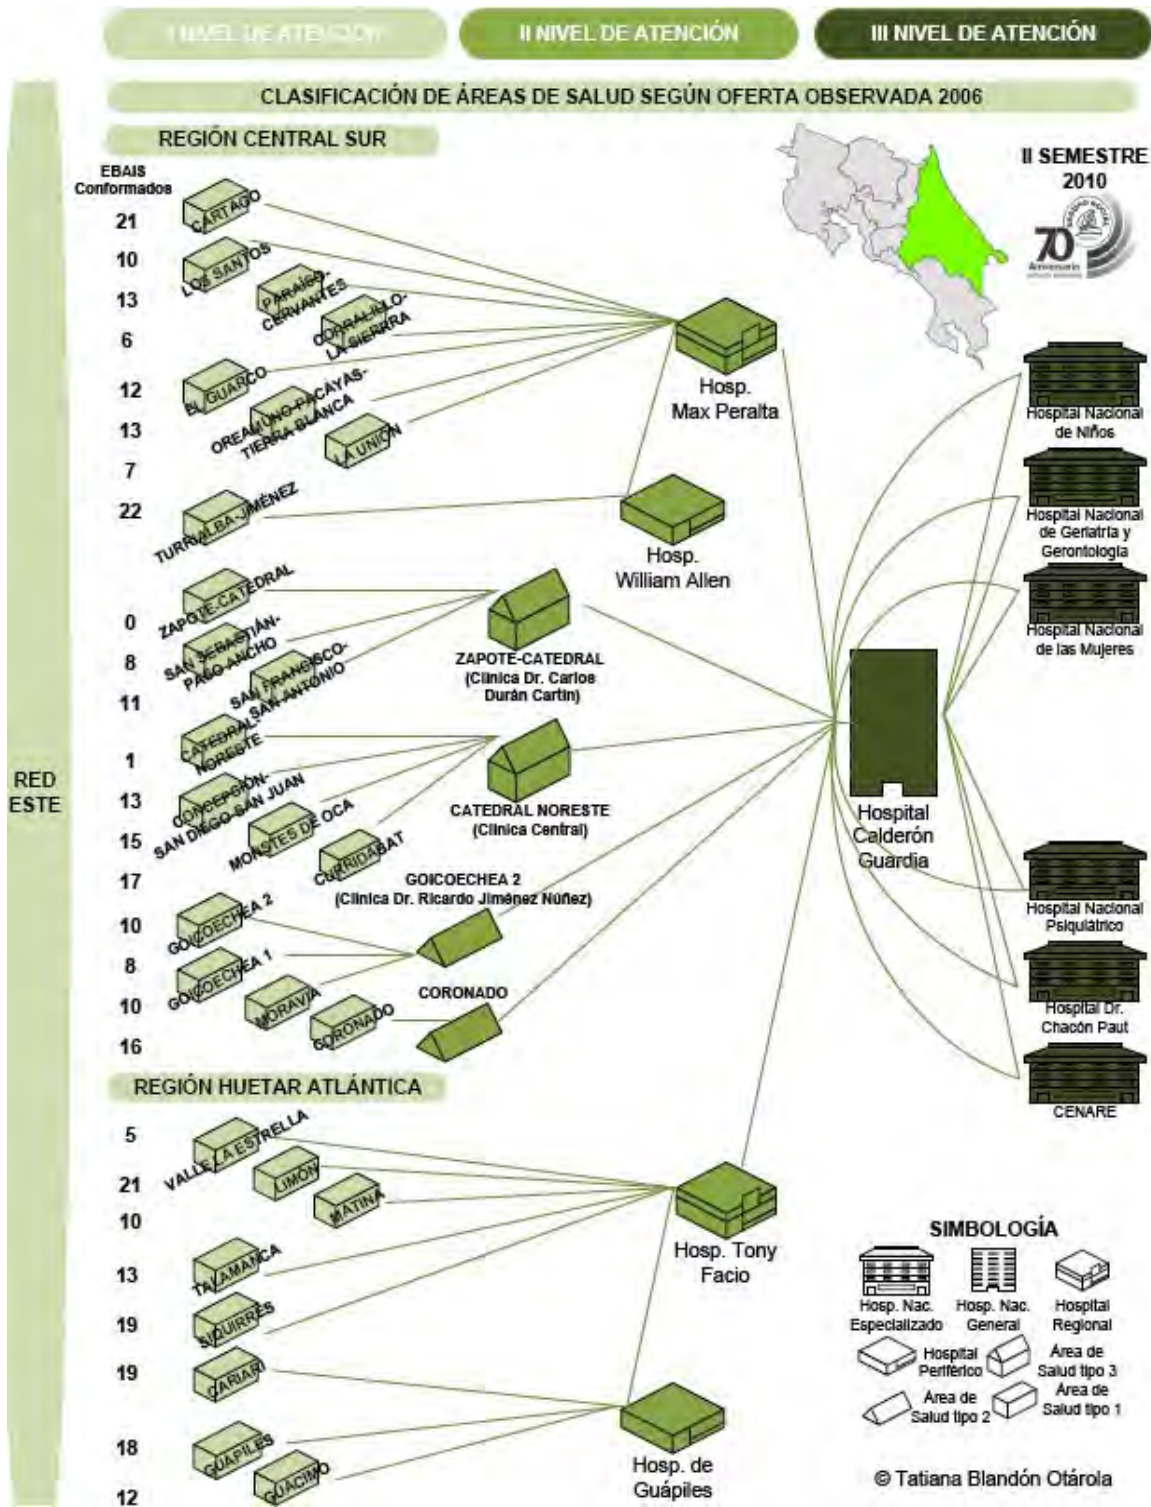 I NIVEL DE ATENCIÓN
II NIVEL DE ATENCIÓN
III NIVEL DE ATENCIÓN
CLASIFICACIÓN DE ÁREAS DE SALUD SEGÚN OFERTA OBSERVADA 2006
REGIÓN CENTRAL SUR
II SEMESTRE
2010
70
Aniversario
EBAIS
Conformados
21
10
13
6
12
13
7
22
0
8
11
1
13
15
17
10
8
10
16
CARTAGO
LOS SANTOS
PARAÍSO-
CERVANTES
CORRALILLO-
LA SIERRRA
EL GUARCO
OREAMUNO-PACAYAS-
TIERRA BLANCA
LA UNIÓN
TURRIALBA-JIMÉNEZ
ZAPOTE-CATEDRAL
SAN SEBASTIÁN-
PASO ANCHO
SAN FRANCISCO-
SAN ANTONIO
CATEDRAL-
NORESTE
CONCEPCIÓN-
SAN DIEGO-SAN JUAN
MONSTES DE OCA
CURRIDABAT
GOICOECHEA 2
GOICOECHEA 1
MORAVIA
CORONADO
Hosp.
Max Peralta
Hosp.
William Allen
ZAPOTE-CATEDRAL
(Clínica Dr. Carlos
Durán Cartín)
CATEDRAL NORESTE
(Clínica Central)
GOICOECHEA 2
(Clínica Dr. Ricardo Jiménez Núñez)
CORONADO
Hospital
Calderón
Guardia
Hospital Nacional
de Niños
Hospital Nacional
de Geriatría y
Gerontología
Hospital Nacional
de las Mujeres
Hospital Nacional
Psiquiátrico
Hospital Dr.
Chacón Paut
CENARE
RED
ESTE
REGIÓN HUETAR ATLÁNTICA
5
21
10
13
19
19
18
12
VALLE LA ESTRELLA
LIMÓN
MATINA
TALAMANCA
SIQUIRRES
CARIARI
GUÁPILES
GUÁCIMO
Hosp. Tony
Facio
Hosp. de
Guápiles
SIMBOLOGÍA
Hosp. Nac.
Especializado
Hosp. Nac.
General
Hospital
Regional
Hospital
Periférico
Área de
Salud tipo 3
Área de
Salud tipo 2
Área de
Salud tipo 1
© Tatiana Blandón Otárola